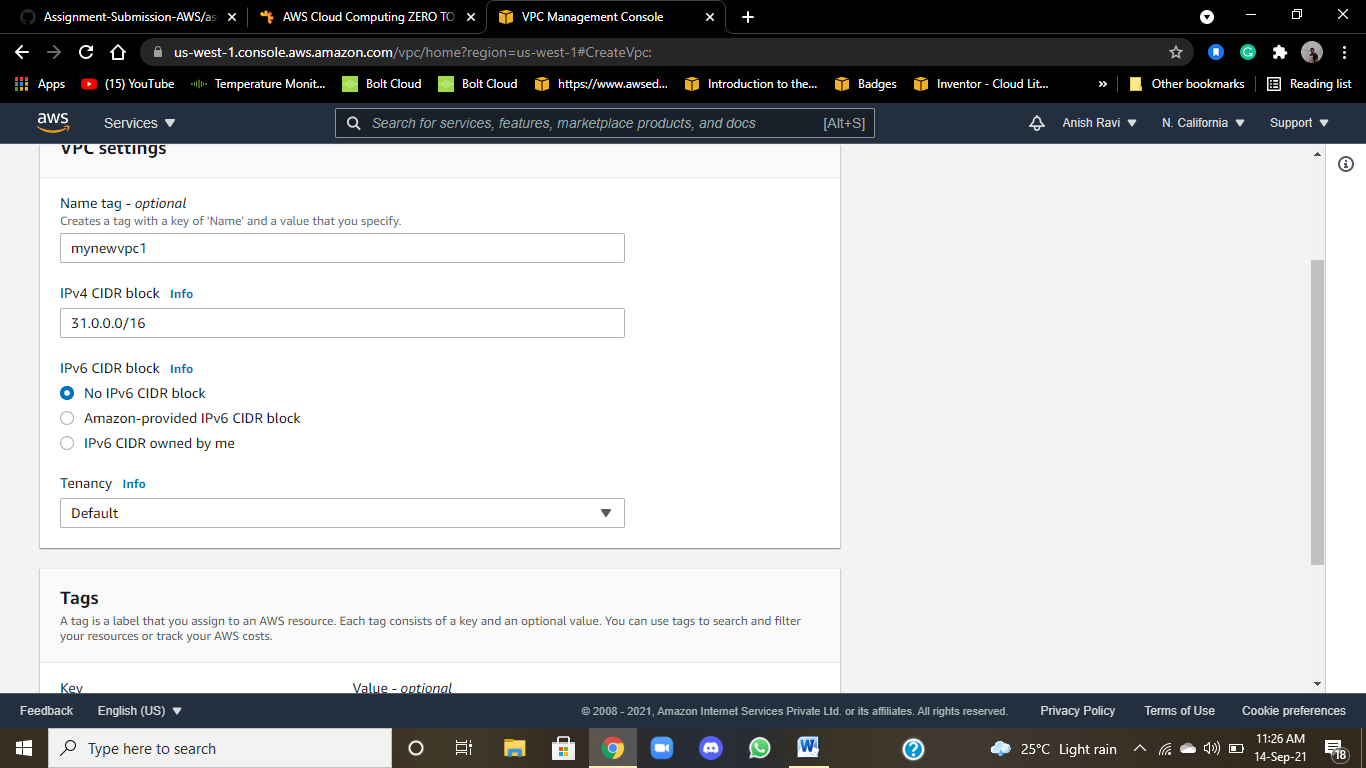 Assignment-Submission-AWS/as
AWS Cloud Computing ZERO TO
VPC Management Console
us-west-1.console.aws.amazon.com/vpc/home?region=us-west-1#CreateVpc:
Apps
(15) YouTube
Temperature Monit...
Bolt Cloud
Bolt Cloud
https://www.awsed...
Introduction to the...
Badges
Inventor - Cloud Lit...
»
Other bookmarks
Reading list
aws
Services
Search for services, features, marketplace products, and docs
[Alt+S]
Anish Ravi
N. California
Support
VPC settings
Name tag - optional
Creates a tag with a key of 'Name' and a value that you specify.
mynewvpc1
IPv4 CIDR block Info
31.0.0.0/16
IPv6 CIDR block Info
No IPv6 CIDR block
Amazon-provided IPv6 CIDR block
IPv6 CIDR owned by me
Tenancy Info
Default
Tags
A tag is a label that you assign to an AWS resource. Each tag consists of a key and an optional value. You can use tags to search and filter
your resources or track your AWS costs.
Key
Value - optional
Feedback
English (US)
© 2008 - 2021, Amazon Internet Services Private Ltd. or its affiliates. All rights reserved.
Privacy Policy
Terms of Use
Cookie preferences
Type here to search
25°C Light rain
11:26 AM
14-Sep-21
18